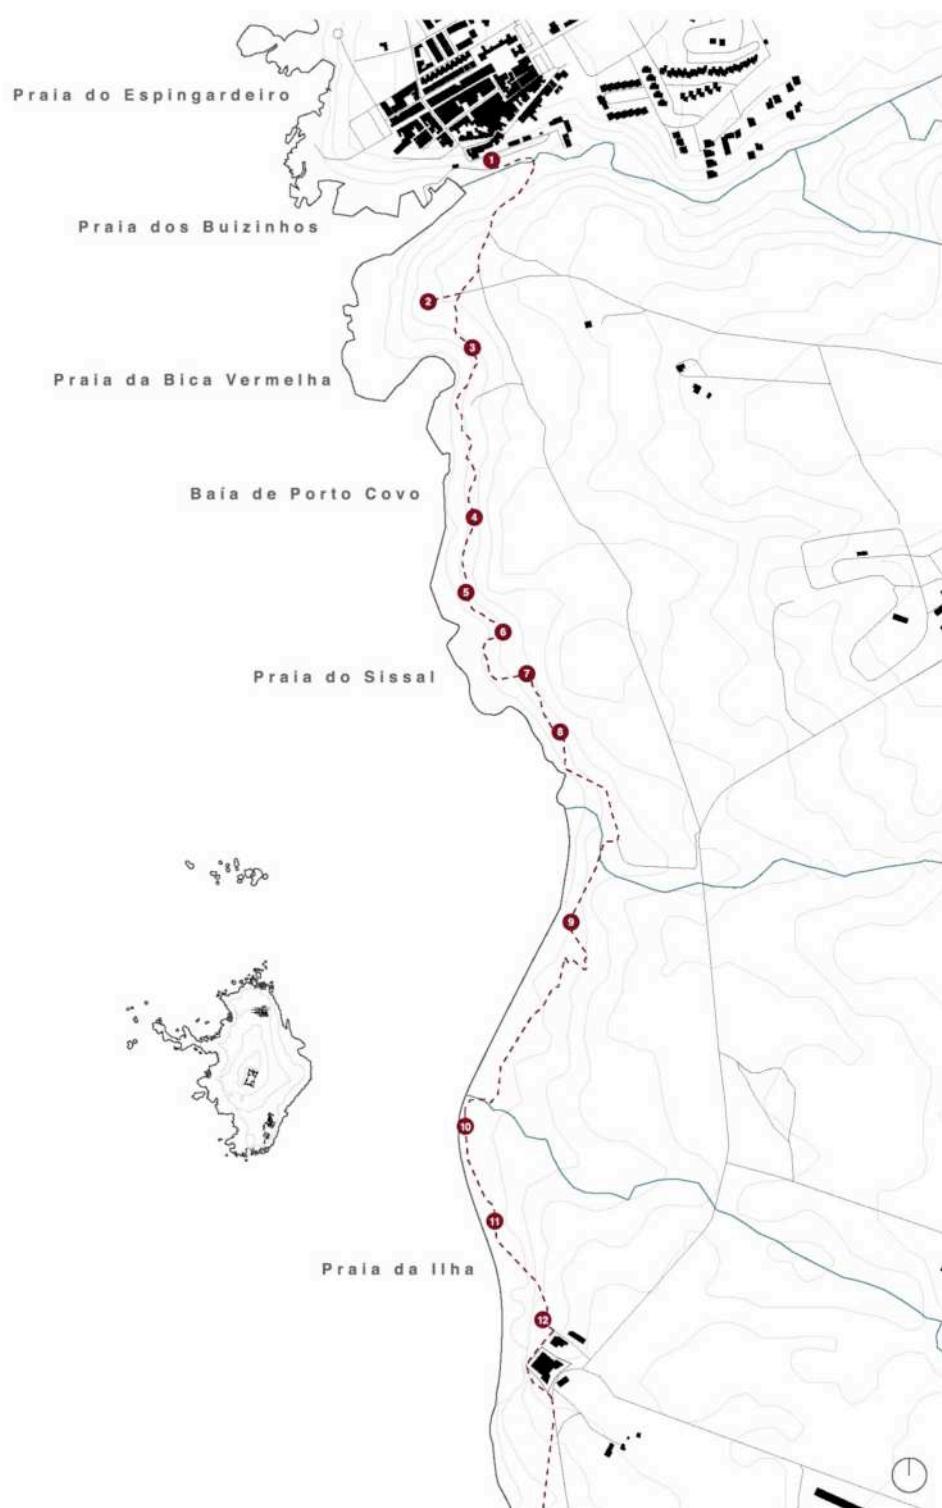 Praia do Espingardeiro
1
Praia dos Buizinhos
2
3
Praia da Bica Vermelha
Baía de Porto Covo
4
5
6
Praia do Sissal
7
8
9
10
11
Praia da Ilha
12